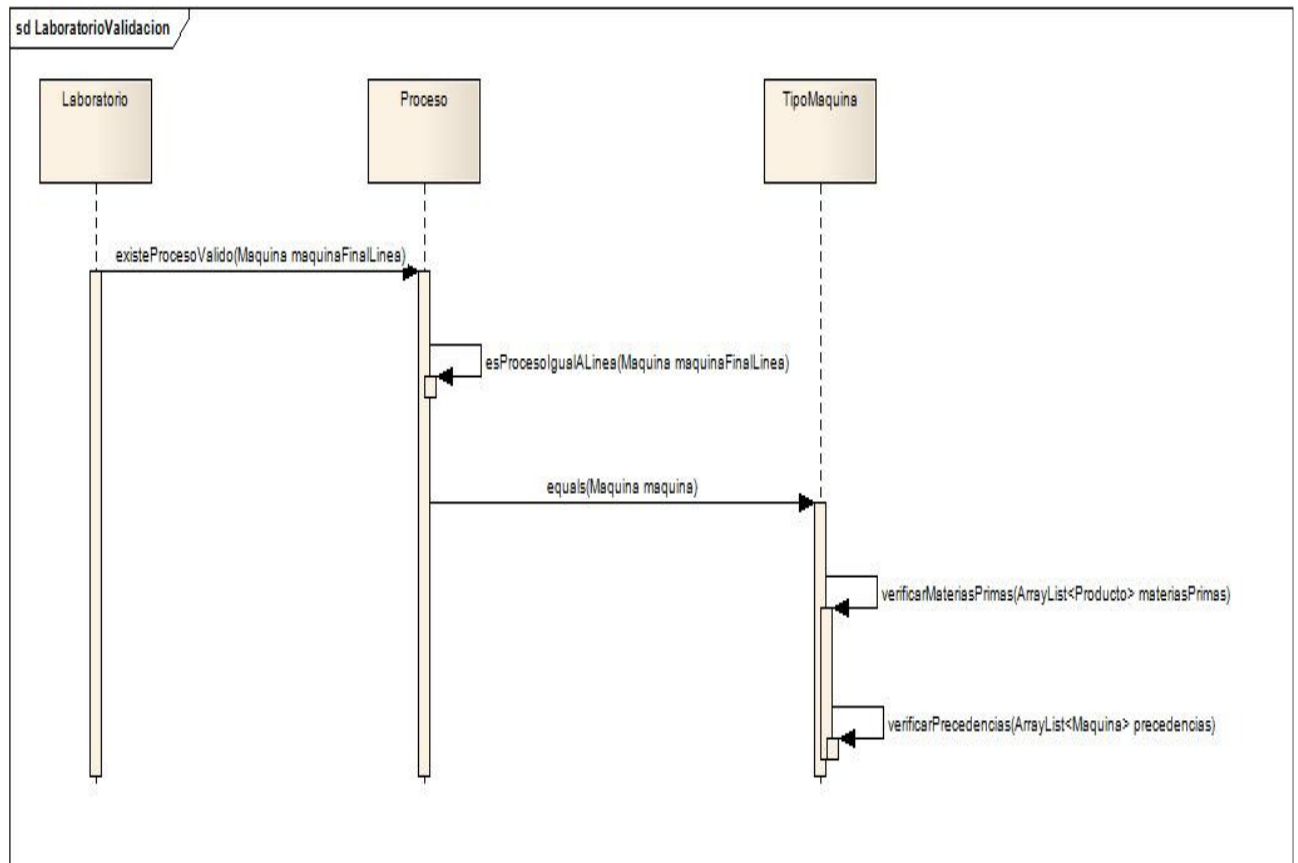 sd LaboratorioValidacion
Laboratorio
Proceso
TipoMaquina
existeProcesoValido(Maquina maquinaFinalLinea)
esProcesoIgualALinea(Maquina maquinaFinalLinea)
equals(Maquina maquina)
verificarMateriasPrimas(ArrayList<Producto> materiasPrimas)
verificarPrecedencias(ArrayList<Maquina> precedencias)